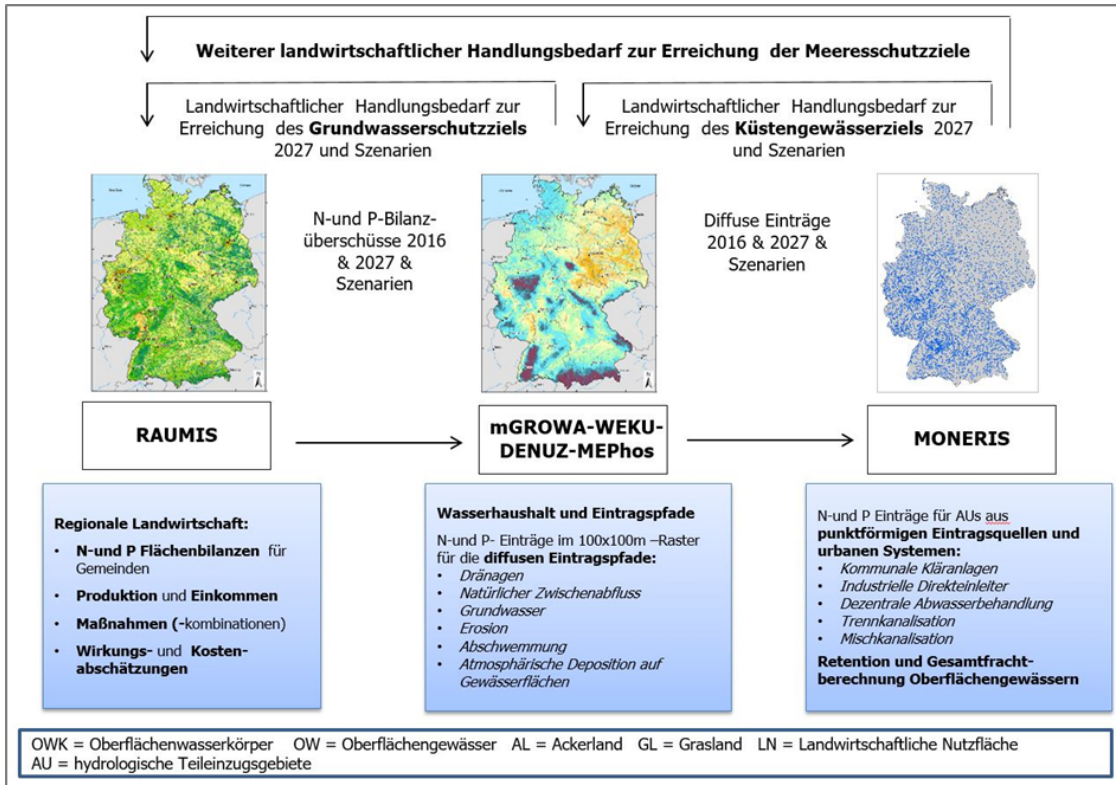 Weiterer landwirtschaftlicher Handlungsbedarf zur Erreichung der Meeresschutzziele
Landwirtschaftlicher Handlungsbedarf zur
Erreichung des Grundwasserschutzziels
2027 und Szenarien
Landwirtschaftlicher Handlungsbedarf zur
Erreichung des Küstengewässerziels 2027
und Szenarien
N-und P-Bilanz-
überschüsse 2016
& 2027 &
Szenarien
Diffuse Einträge
2016 & 2027 &
Szenarien
RAUMIS
mGROWA-WEKU-
DENUZ-MEPhos
MONERIS
Regionale Landwirtschaft:
• N-und P Flächenbilanzen für
Gemeinden
• Produktion und Einkommen
• Maßnahmen (-kombinationen)
• Wirkungs- und Kosten-
abschätzungen
Wasserhaushalt und Eintragspfade
N-und P- Einträge im 100x100m –Raster
für die diffusen Eintragspfade:
• Dränagen
• Natürlicher Zwischenabfluss
• Grundwasser
• Erosion
• Abschwemmung
• Atmosphärische Deposition auf
Gewässerflächen
N-und P Einträge für AUs aus
punktförmigen Eintragsquellen und
urbanen Systemen:
• Kommunale Kläranlagen
• Industrielle Direkteinleiter
• Dezentrale Abwasserbehandlung
• Trennkanalisation
• Mischkanalisation
Retention und Gesamtfracht-
berechnung Oberflächengewässern
OWK = Oberflächenwasserkörper OW = Oberflächengewässer AL = Ackerland GL = Grasland LN = Landwirtschaftliche Nutzfläche
AU = hydrologische Teileinzugsgebiete